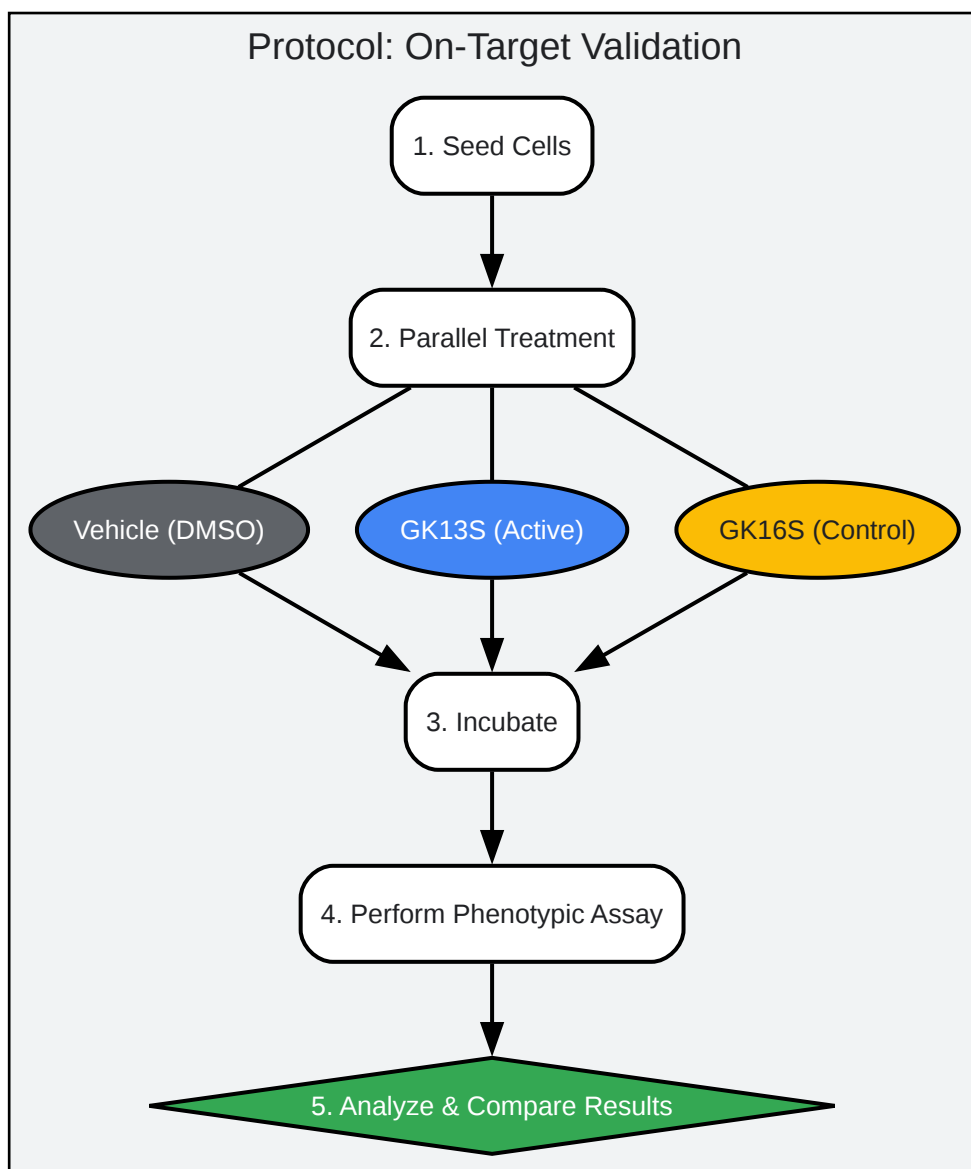 Protocol: On-Target Validation
1. Seed Cells
2. Parallel Treatment
Vehicle (DMSO)
GK13S (Active)
GK16S (Control)
3. Incubate
4. Perform Phenotypic Assay
5. Analyze & Compare Results